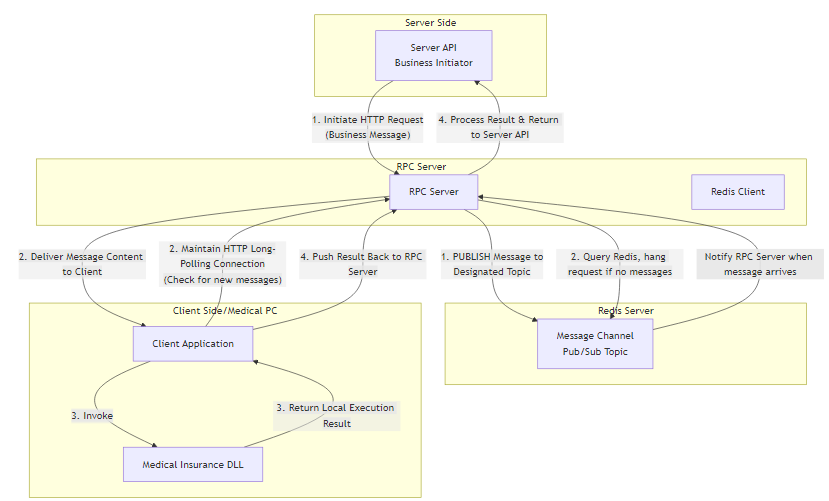 Server Side
Server API
Business Initiator
1. Initiate HTTP Request
(Business Message)
4. Process Result & Return
to Server API
RPC Server
RPC Server
Redis Client
2. Deliver Message Content
to Client
2. Maintain HTTP Long-
Polling Connection
(Check for new messages)
4. Push Result Back to RPC
Server
1. PUBLISH Message to
Designated Topic
2. Query Redis, hang
request if no messages
Notify RPC Server when
message arrives
Client Side/Medical PC
Client Application
Redis Server
Message Channel
Pub/Sub Topic
3. Invoke
3. Return Local Execution
Result
Medical Insurance DLL